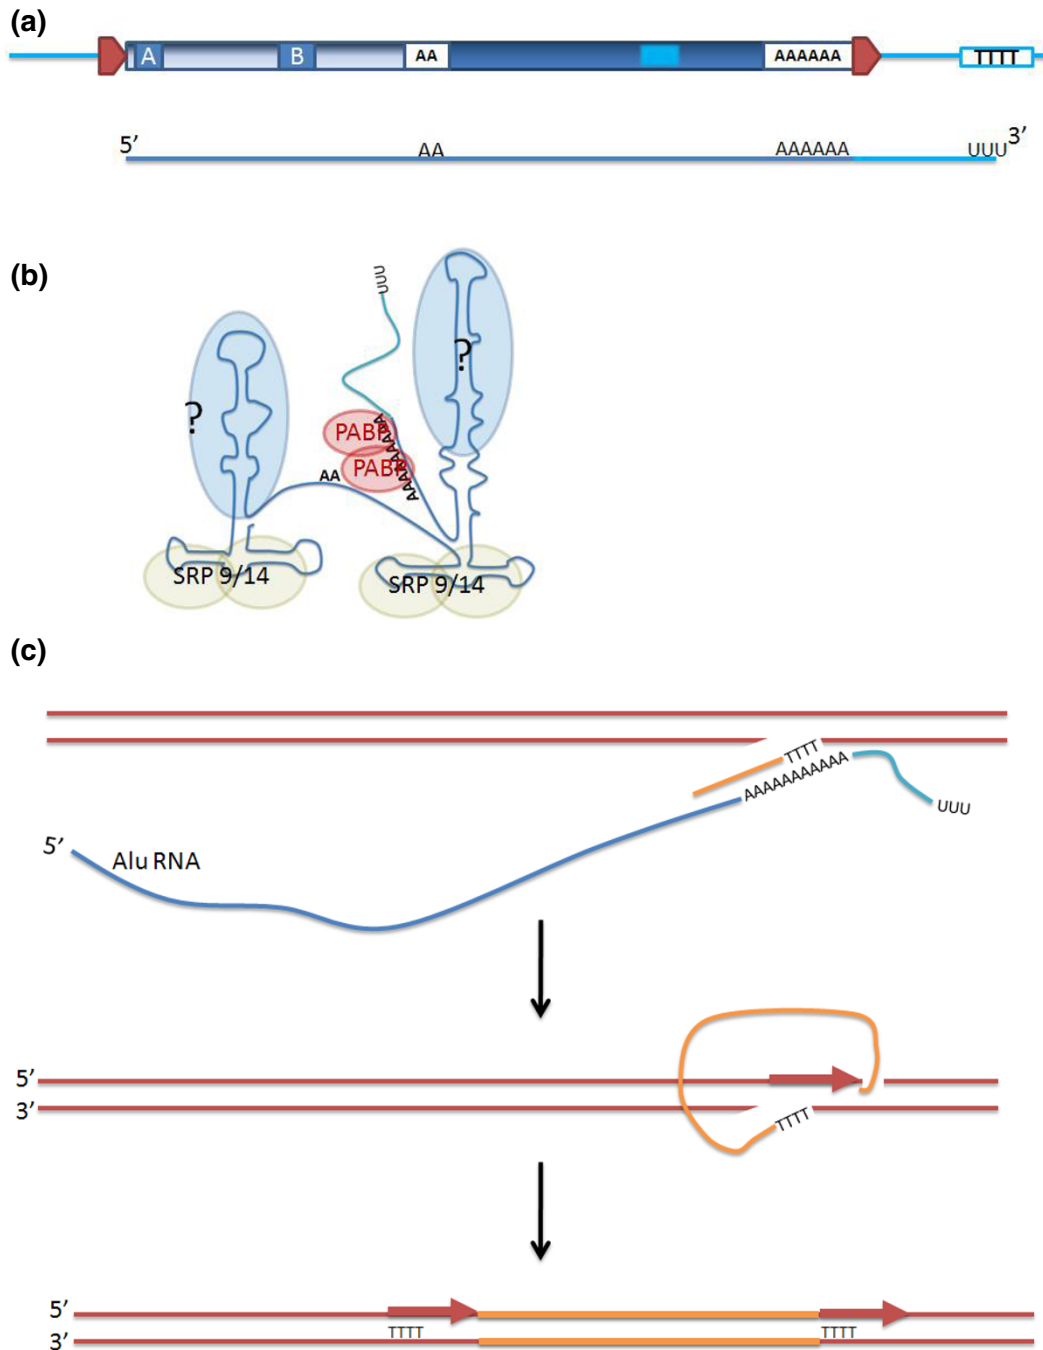 (a)
A B AA AAAAAA TTTT
5’ AA AAAAAA UUU 3’
(b)
UUU
?
?
PABP
PABP
AAAAAAAAA
AA
SRP 9/14
SRP 9/14
(c)
TTTT
AAAAAAAAAAA
UUU
5’
Alu RNA
5’
3’
TTTT
5’
TTTT TTTT
3’